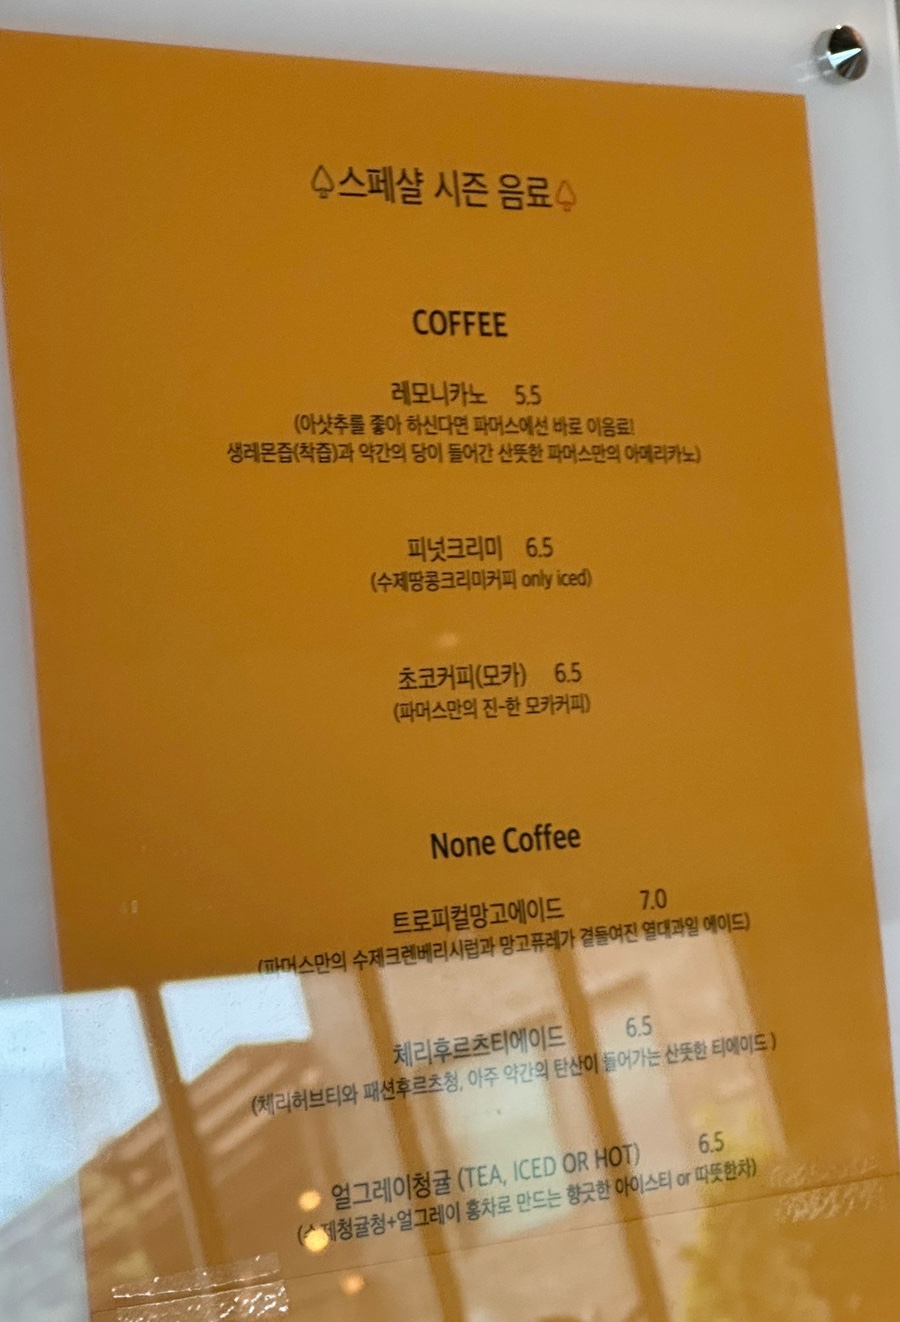 ♤스페샬 시즌 음료♤
COFFEE
레모니카노 5.5
(아샷추를 좋아 하신다면 파머스에선 바로 이음료!
생레몬즙(착즙)과 약간의 당이 들어간 산뜻한 파머스만의 아메리카노)
피넛크리미 6.5
(수제땅콩크리미커피 only iced)
초코커피(모카) 6.5
(파머스만의 진-한 모카커피)
None Coffee
트로피컬망고에이드 7.0
(파머스만의 수제크렌베리시럽과 망고퓨레가 곁들여진 열대과일 에이드)
체리후르츠티에이드 6.5
(체리허브티와 패션후르츠청, 아주 약간의 탄산이 들어가는 산뜻한 티에이드 )
얼그레이청귤 (TEA, ICED OR HOT) 6.5
(수제청귤청+얼그레이 홍차로 만드는 향긋한 아이스티 or 따뜻한차)